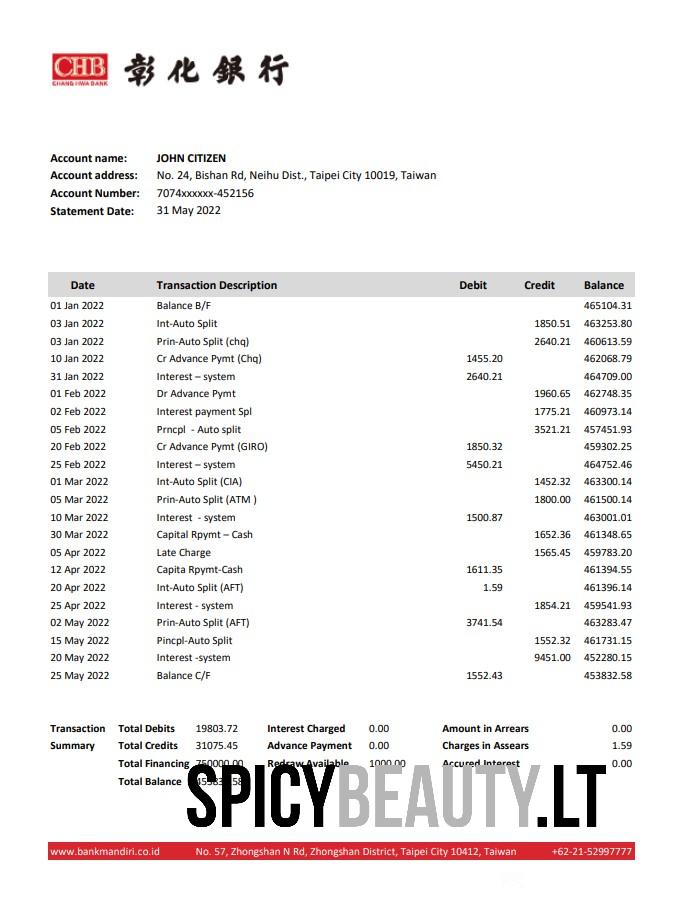 CHB 彰化銀行
CHANG HWA BANK
Account name: JOHN CITIZEN
Account address: No. 24, Bishan Rd, Neihu Dist., Taipei City 10019, Taiwan
Account Number: 7074xxxxxx-452156
Statement Date: 31 May 2022
Date Transaction Description Debit Credit Balance
01 Jan 2022 Balance B/F 465104.31
03 Jan 2022 Int-Auto Split 1850.51 463253.80
03 Jan 2022 Prin-Auto Split (chq) 2640.21 460613.59
10 Jan 2022 Cr Advance Pymt (Chq) 1455.20 462068.79
31 Jan 2022 Interest – system 2640.21 464709.00
01 Feb 2022 Dr Advance Pymt 1960.65 462748.35
02 Feb 2022 Interest payment Spl 1775.21 460973.14
05 Feb 2022 Prncpl - Auto split 3521.21 457451.93
20 Feb 2022 Cr Advance Pymt (GIRO) 1850.32 459302.25
25 Feb 2022 Interest – system 5450.21 464752.46
01 Mar 2022 Int-Auto Split (CIA) 1452.32 463300.14
05 Mar 2022 Prin-Auto Split (ATM ) 1800.00 461500.14
10 Mar 2022 Interest - system 1500.87 463001.01
30 Mar 2022 Capital Rpymt – Cash 1652.36 461348.65
05 Apr 2022 Late Charge 1565.45 459783.20
12 Apr 2022 Capita Rpymt-Cash 1611.35 461394.55
20 Apr 2022 Int-Auto Split (AFT) 1.59 461396.14
25 Apr 2022 Interest - system 1854.21 459541.93
02 May 2022 Prin-Auto Split (AFT) 3741.54 463283.47
15 May 2022 Pincpl-Auto Split 1552.32 461731.15
20 May 2022 Interest -system 9451.00 452280.15
25 May 2022 Balance C/F 1552.43 453832.58
Transaction Total Debits 19803.72 Interest Charged 0.00 Amount in Arrears 0.00
Summary Total Credits 31075.45 Advance Payment 0.00 Charges in Assears 1.59
Total Financing 750000.00 Redraw Available 1000.00 Accured Interest 0.00
Total Balance
SPICYBEAUTY.LT
www.bankmandiri.co.id No. 57, Zhongshan N Rd, Zhongshan District, Taipei City 10412, Taiwan +62-21-52997777